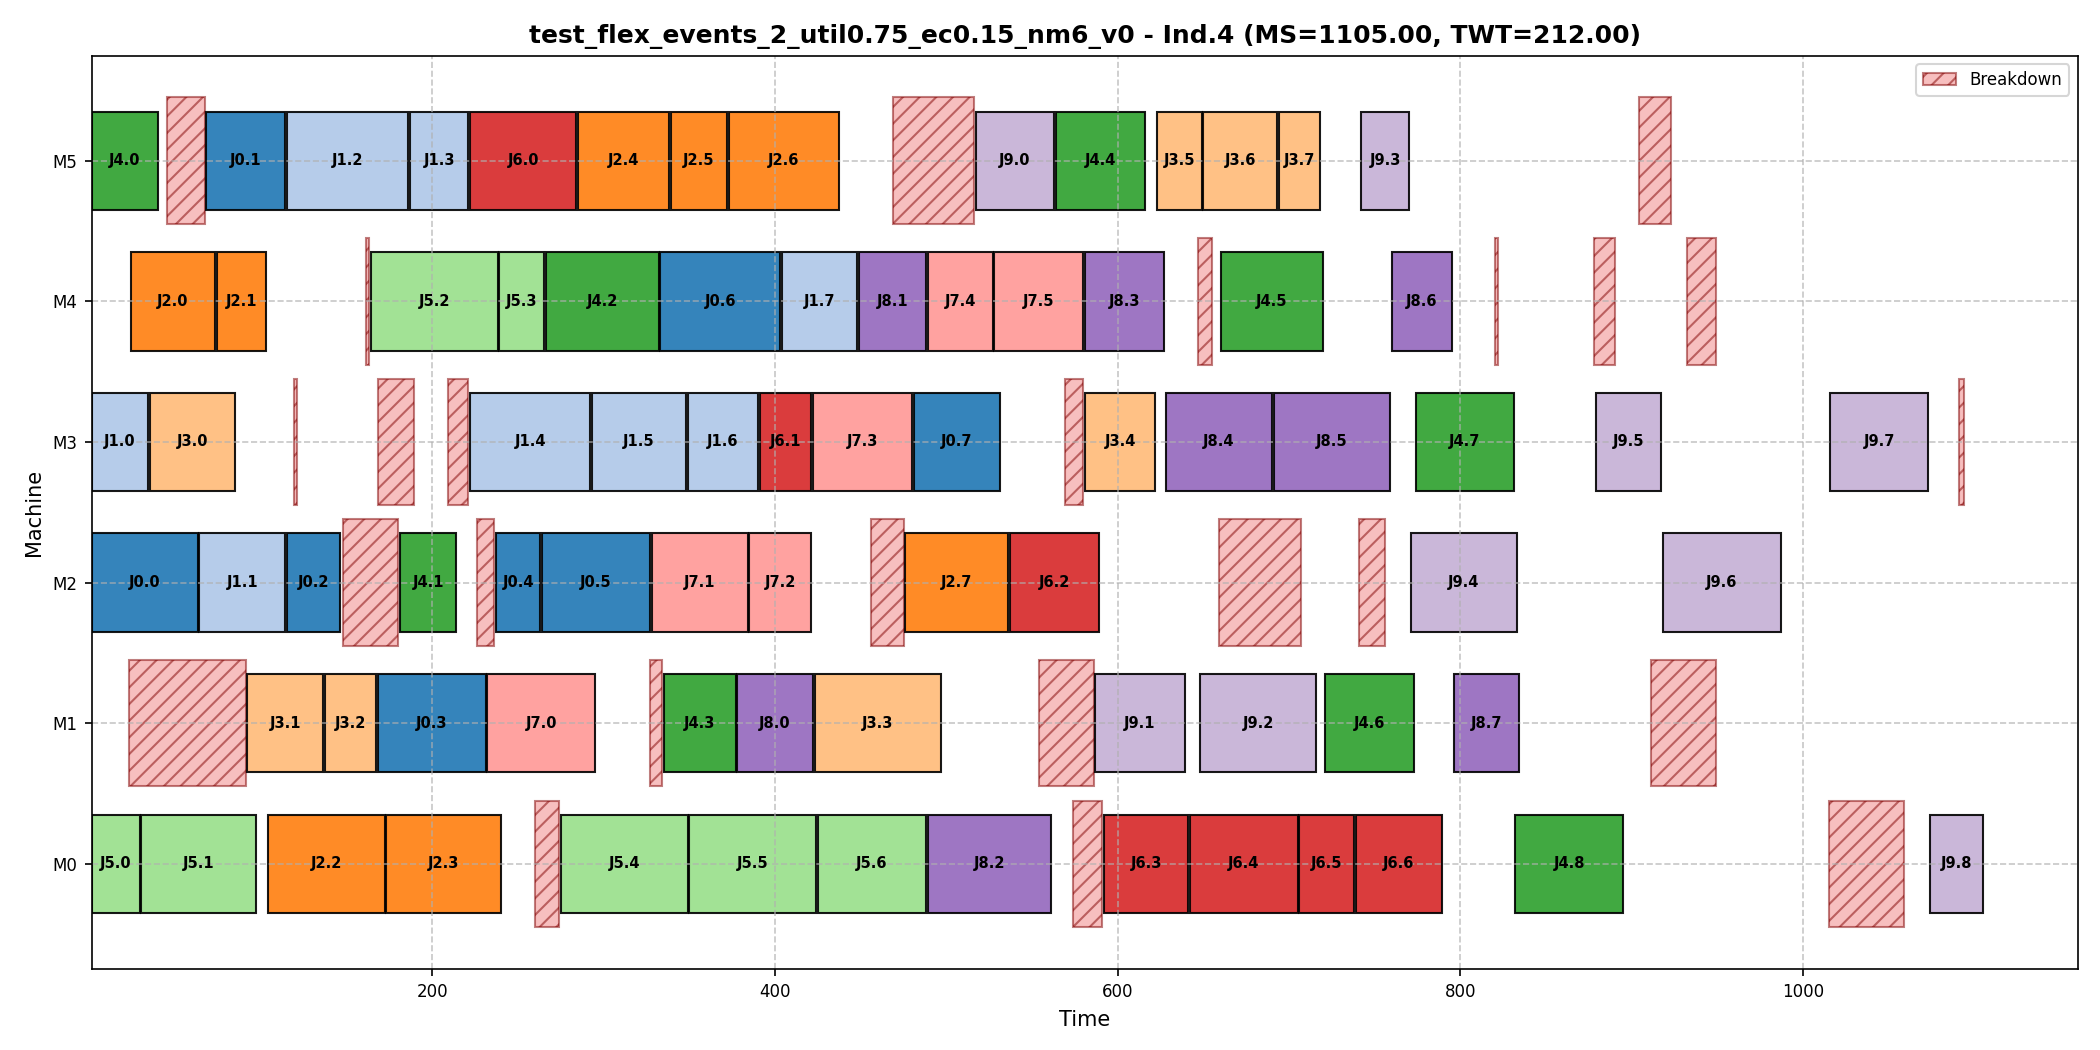 test_flex_events_2_util0.75_ec0.15_nm6_v0 - Ind.4 (MS=1105.00, TWT=212.00)
Breakdown
M5 J4.0 J0.1 J1.2 J1.3 J6.0 J2.4 J2.5 J2.6 J9.0 J4.4 J3.5 J3.6 J3.7 J9.3
M4 J2.0 J2.1 J5.2 J5.3 J4.2 J0.6 J1.7 J8.1 J7.4 J7.5 J8.3 J4.5 J8.6
M3 J1.0 J3.0 J1.4 J1.5 J1.6 J6.1 J7.3 J0.7 J3.4 J8.4 J8.5 J4.7 J9.5 J9.7
M2 J0.0 J1.1 J0.2 J4.1 J0.4 J0.5 J7.1 J7.2 J2.7 J6.2 J9.4 J9.6
M1 J3.1 J3.2 J0.3 J7.0 J4.3 J8.0 J3.3 J9.1 J9.2 J4.6 J8.7
M0 J5.0 J5.1 J2.2 J2.3 J5.4 J5.5 J5.6 J8.2 J6.3 J6.4 J6.5 J6.6 J4.8 J9.8
Machine
200 400 600 800 1000
Time